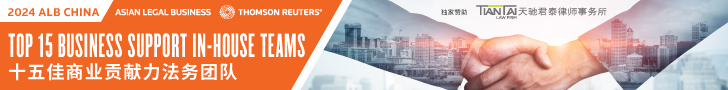 2024 ALB CHINA ASIAN LEGAL BUSINESS THOMSON REUTERS®
TOP 15 BUSINESS SUPPORT IN-HOUSE TEAMS
十五佳商业贡献力法务团队
独家赞助 TIANTAI LAW FIRM 天驰君泰律师事务所